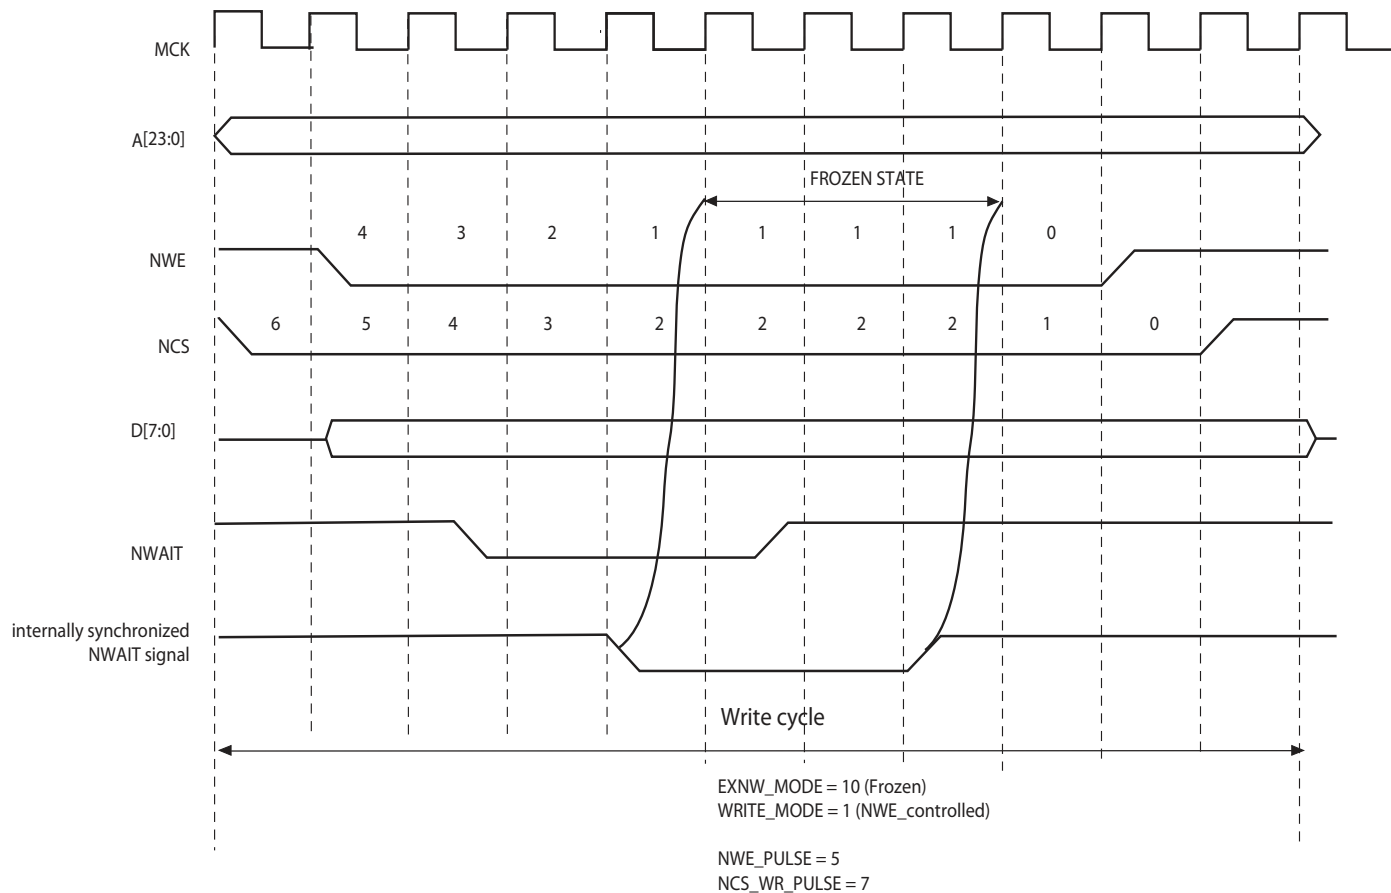 MCK
A[23:0]
FROZEN STATE
4 3 2 1 1 1 1 0
NWE
6 5 4 3 2 2 2 2 1 0
NCS
D[7:0]
NWAIT
internally synchronized
NWAIT signal
Write cycle
EXNW_MODE = 10 (Frozen)
WRITE_MODE = 1 (NWE_controlled)
NWE_PULSE = 5
NCS_WR_PULSE = 7